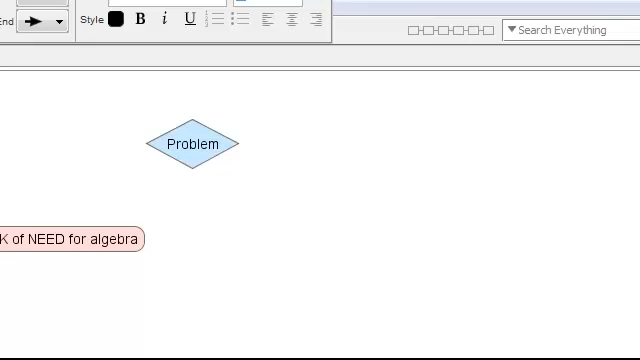 End
Style B i U
Search Everything
Problem
K of NEED for algebra